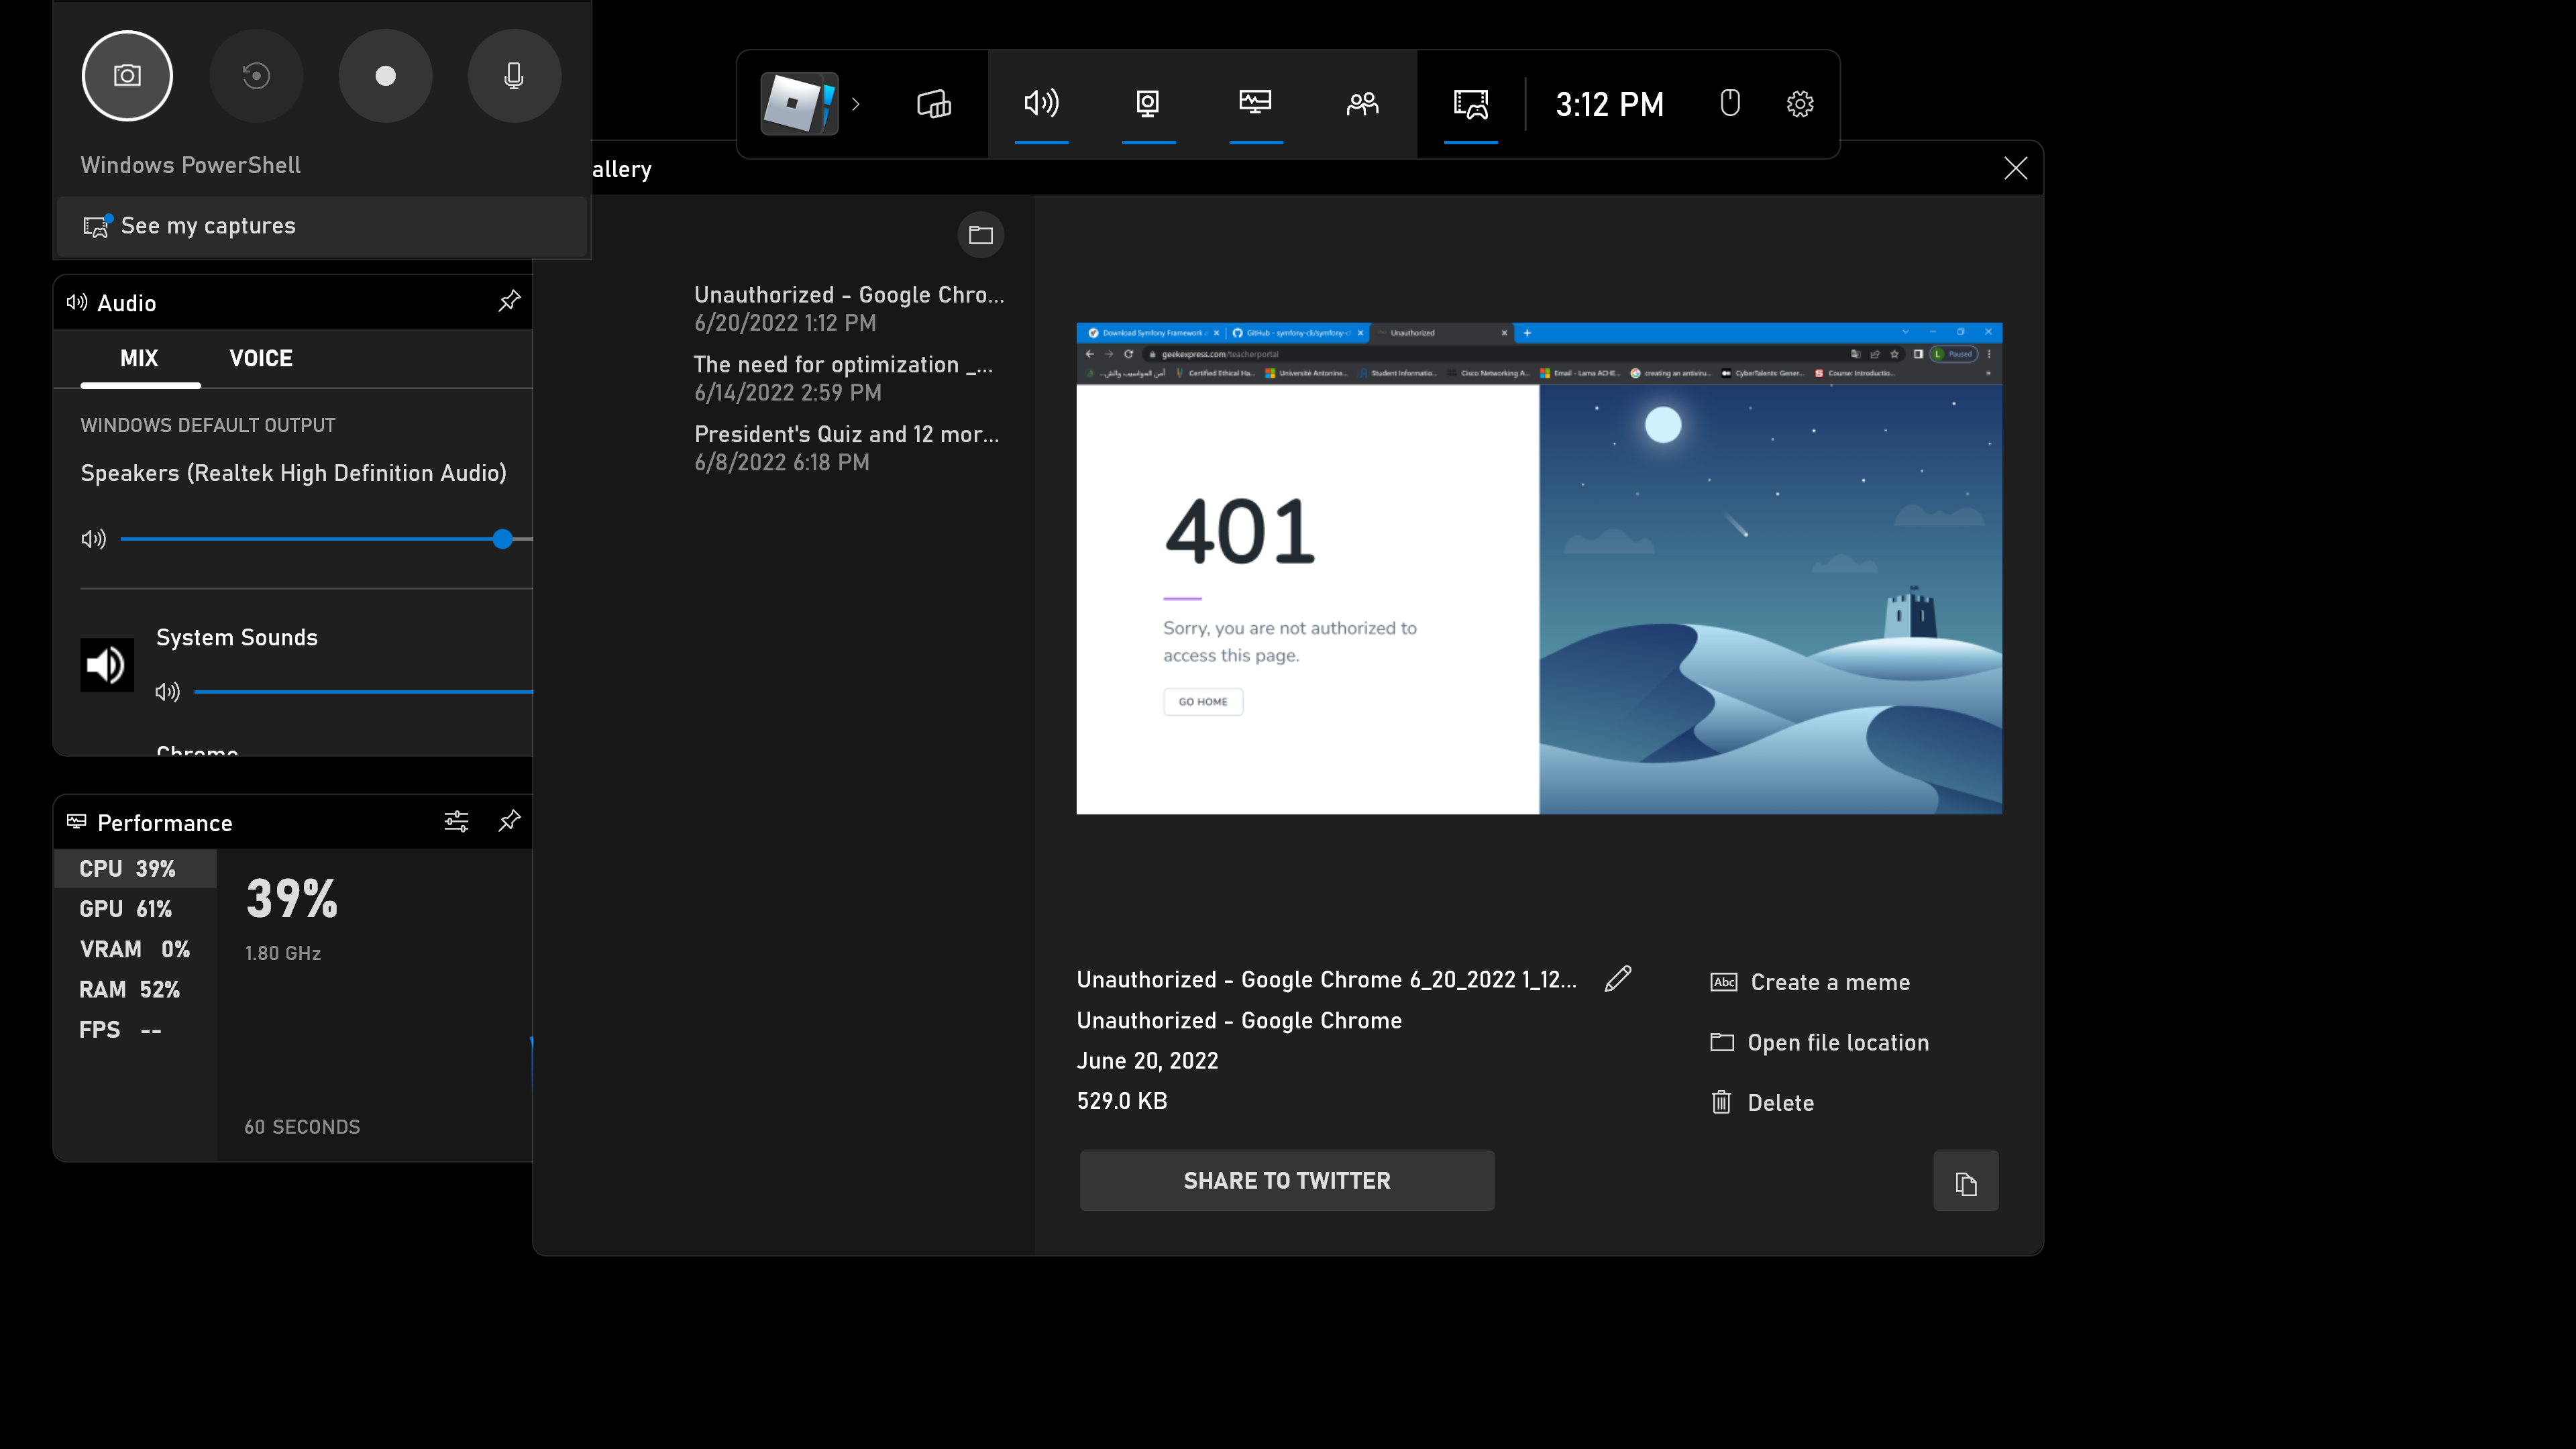 3:12 PM
Windows PowerShell
See my captures
allery
Audio
MIX VOICE
WINDOWS DEFAULT OUTPUT
Speakers (Realtek High Definition Audio)
System Sounds
Chrome
Performance
CPU 39%
GPU 61%
VRAM 0%
RAM 52%
FPS --
39%
1.80 GHz
60 SECONDS
Unauthorized - Google Chro...
6/20/2022 1:12 PM
The need for optimization _...
6/14/2022 2:59 PM
President's Quiz and 12 mor...
6/8/2022 6:18 PM
Download Symfony Framework GitHub - symfony-cli/symfony-c Unauthorized
geekexpress.com/teacherportal
L Paused
Certified Ethical Ha... Université Antonine... Student Informatio... Cisco Networking A... Email - Lama ACHE... creating an antiviru... CyberTalents: Gener... Course: Introductio...
401
Sorry, you are not authorized to
access this page.
GO HOME
Unauthorized - Google Chrome 6_20_2022 1_12...
Unauthorized - Google Chrome
June 20, 2022
529.0 KB
Abc Create a meme
Open file location
Delete
SHARE TO TWITTER